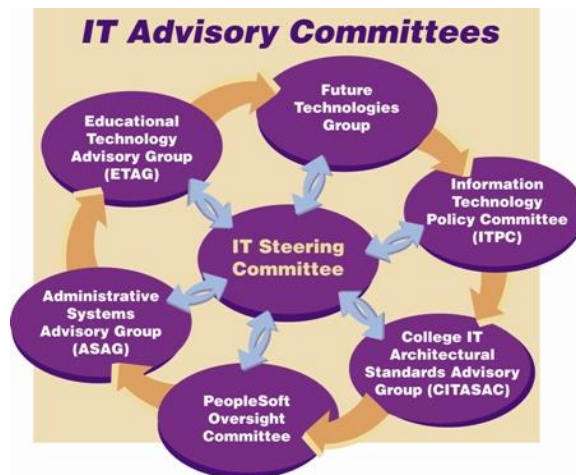 IT Advisory Committees
Future
Technologies
Group
Educational
Technology
Advisory Group
(ETAG)
Information
Technology
Policy Committee
(ITPC)
IT Steering
Committee
Administrative
Systems
Advisory Group
(ASAG)
College IT
Architectural
Standards Advisory
Group (CITASAC)
PeopleSoft
Oversight
Committee